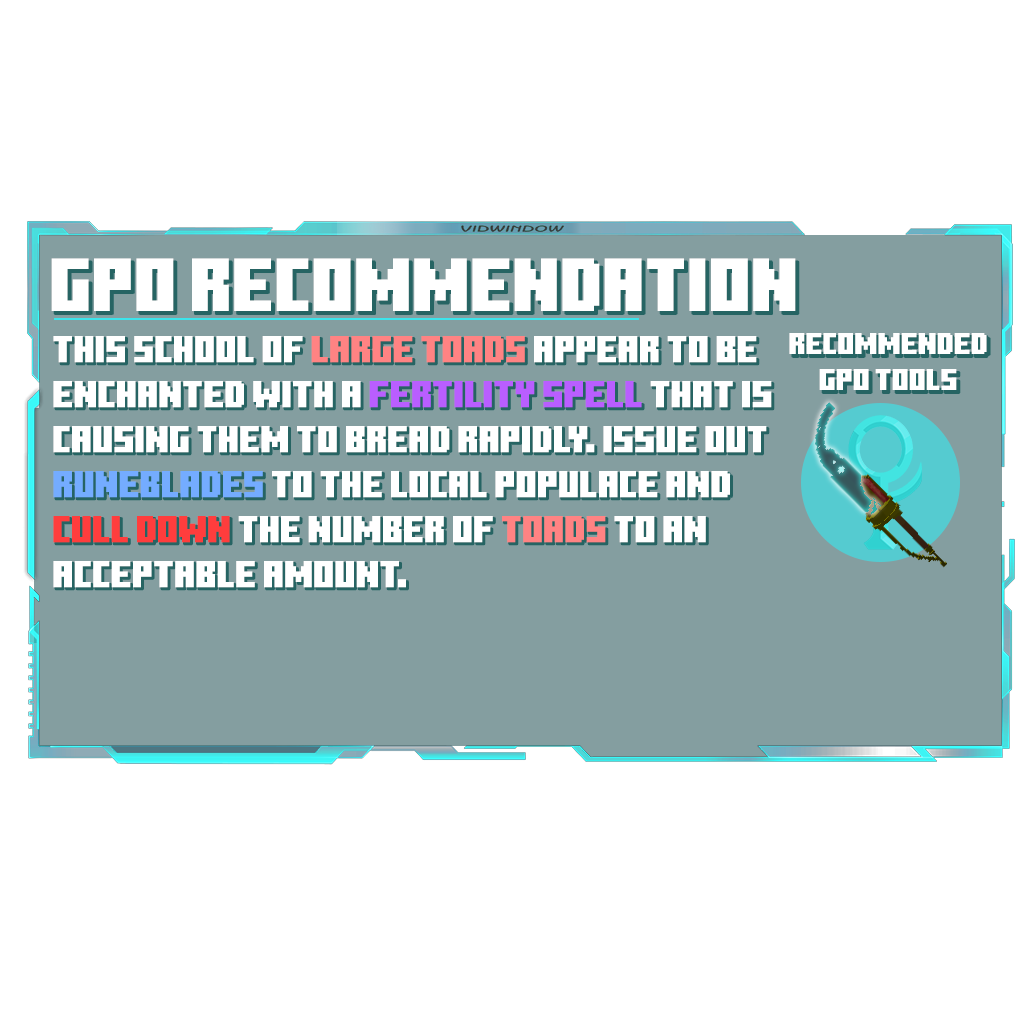 VIDWINDOW
GPO RECOMMENDATION
THIS SCHOOL OF LARGE TOADS APPEAR TO BE
ENCHANTED WITH A FERTILITY SPELL THAT IS
CAUSING THEM TO BREAD RAPIDLY. ISSUE OUT
RUNEBLADES TO THE LOCAL POPULACE AND
CULL DOWN THE NUMBER OF TOADS TO AN
ACCEPTABLE AMOUNT.
RECOMMENDED
GPO TOOLS